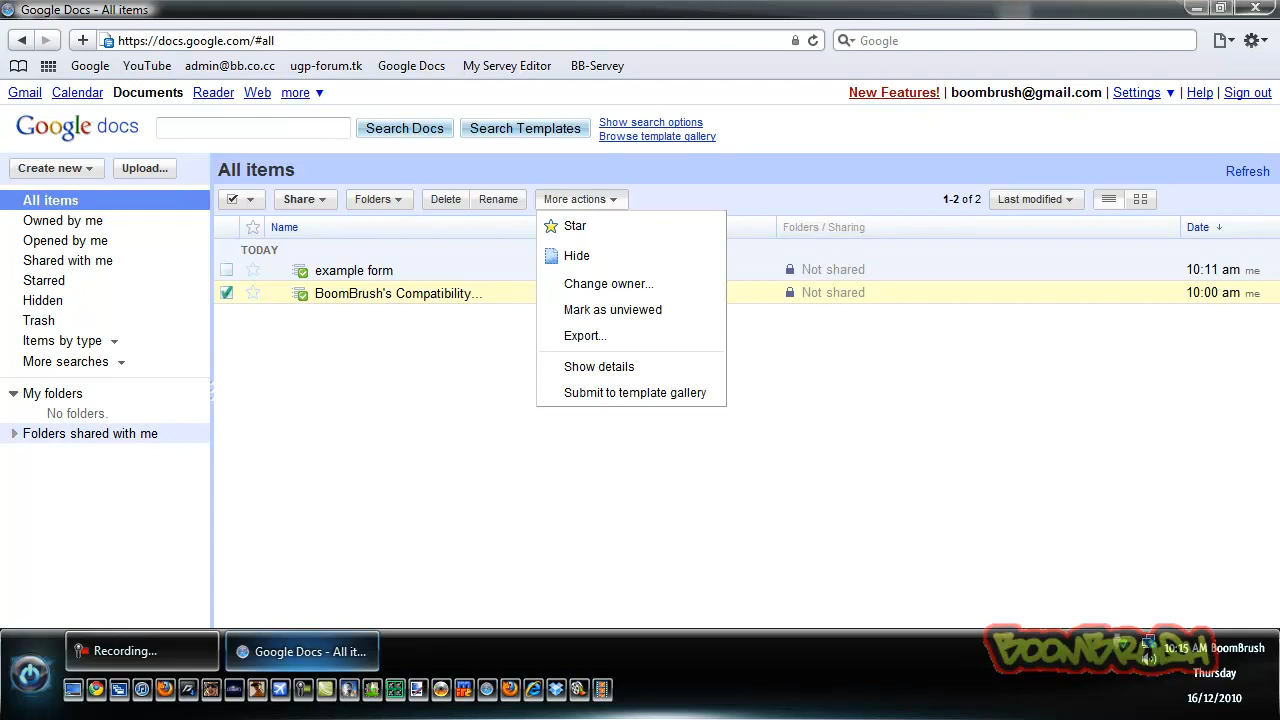 Google Docs - All items
https://docs.google.com/#all
Google
Google YouTube admin@bb.co.cc ugp-forum.tk Google Docs My Servey Editor BB-Servey
Gmail Calendar Documents Reader Web more ▼
New Features! | boombrush@gmail.com | Settings ▼ | Help | Sign out
Google docs
Search Docs Search Templates
Show search options
Browse template gallery
Create new Upload...
All items
Refresh
Share Folders Delete Rename More actions
1-2 of 2 Last modified
All items
Owned by me
Opened by me
Shared with me
Starred
Hidden
Trash
Items by type
More searches
My folders
No folders.
Folders shared with me
Name Folders / Sharing Date
TODAY
example form Not shared 10:11 am me
BoomBrush's Compatibility... Not shared 10:00 am me
Star
Hide
Change owner...
Mark as unviewed
Export...
Show details
Submit to template gallery
Recording...
Google Docs - All it...
BOOMBRUSH
10:15 AM BoomBrush
Thursday
16/12/2010